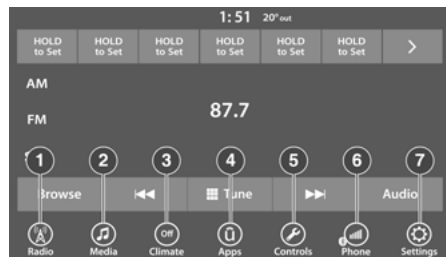 1:51 20° out
HOLD to Set HOLD to Set HOLD to Set HOLD to Set HOLD to Set HOLD to Set
AM
FM
87.7
1 2 3 4 5 6 7
Browse Tune Audio
Off
Radio Media Climate Apps Controls Phone Settings